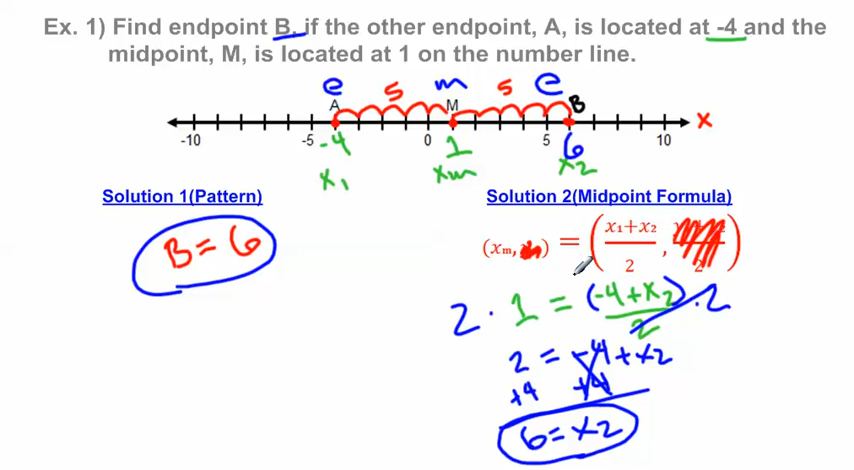 Ex. 1) Find endpoint B, if the other endpoint, A, is located at -4 and the
midpoint, M, is located at 1 on the number line.
e 5 m 5 e
A M B
-10 -5 0 5 10 x
-4 1 6
x1 xm x2
Solution 1(Pattern)
B = 6
Solution 2(Midpoint Formula)
(xm, ) = (x1+x2/2, /2)
2 · 1 = (-4+x2)/2 · 2
2 = -4 + x2
+4 +4
6 = x2